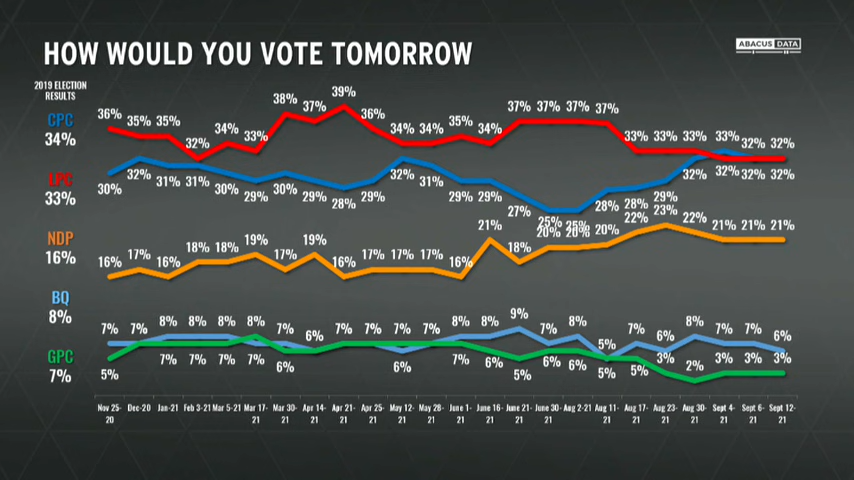 HOW WOULD YOU VOTE TOMORROW
ABACUS DATA
2019 ELECTION
RESULTS
CPC
34%
LPC
33%
NDP
16%
BQ
8%
GPC
7%
36% 35% 35% 32% 34% 33% 38% 37% 39% 36% 34% 34% 35% 34% 37% 37% 37% 37% 33% 33% 33% 33% 32% 32%
30% 32% 31% 31% 30% 29% 30% 29% 28% 29% 32% 31% 29% 29% 27% 25% 25% 28% 28% 29% 32% 32% 32% 32%
16% 17% 16% 18% 18% 19% 17% 19% 16% 17% 17% 17% 16% 21% 18% 20% 20% 20% 22% 23% 22% 21% 21% 21%
7% 7% 8% 8% 8% 8% 7% 6% 7% 7% 7% 7% 8% 8% 9% 7% 8% 5% 7% 6% 8% 7% 7% 6%
5% 7% 7% 7% 7% 6% 6% 7% 6% 5% 6% 6% 5% 5% 3% 2% 3% 3% 3%
Nov 25-20 Dec-20 Jan-21 Feb 3-21 Mar 5-21 Mar 17-21 Mar 30-21 Apr 14-21 Apr 21-21 Apr 25-21 May 12-21 May 28-21 June 1-21 June 16-21 June 21-21 June 30-21 Aug 2-21 Aug 11-21 Aug 17-21 Aug 23-21 Aug 30-21 Sept 4-21 Sept 6-21 Sept 12-21